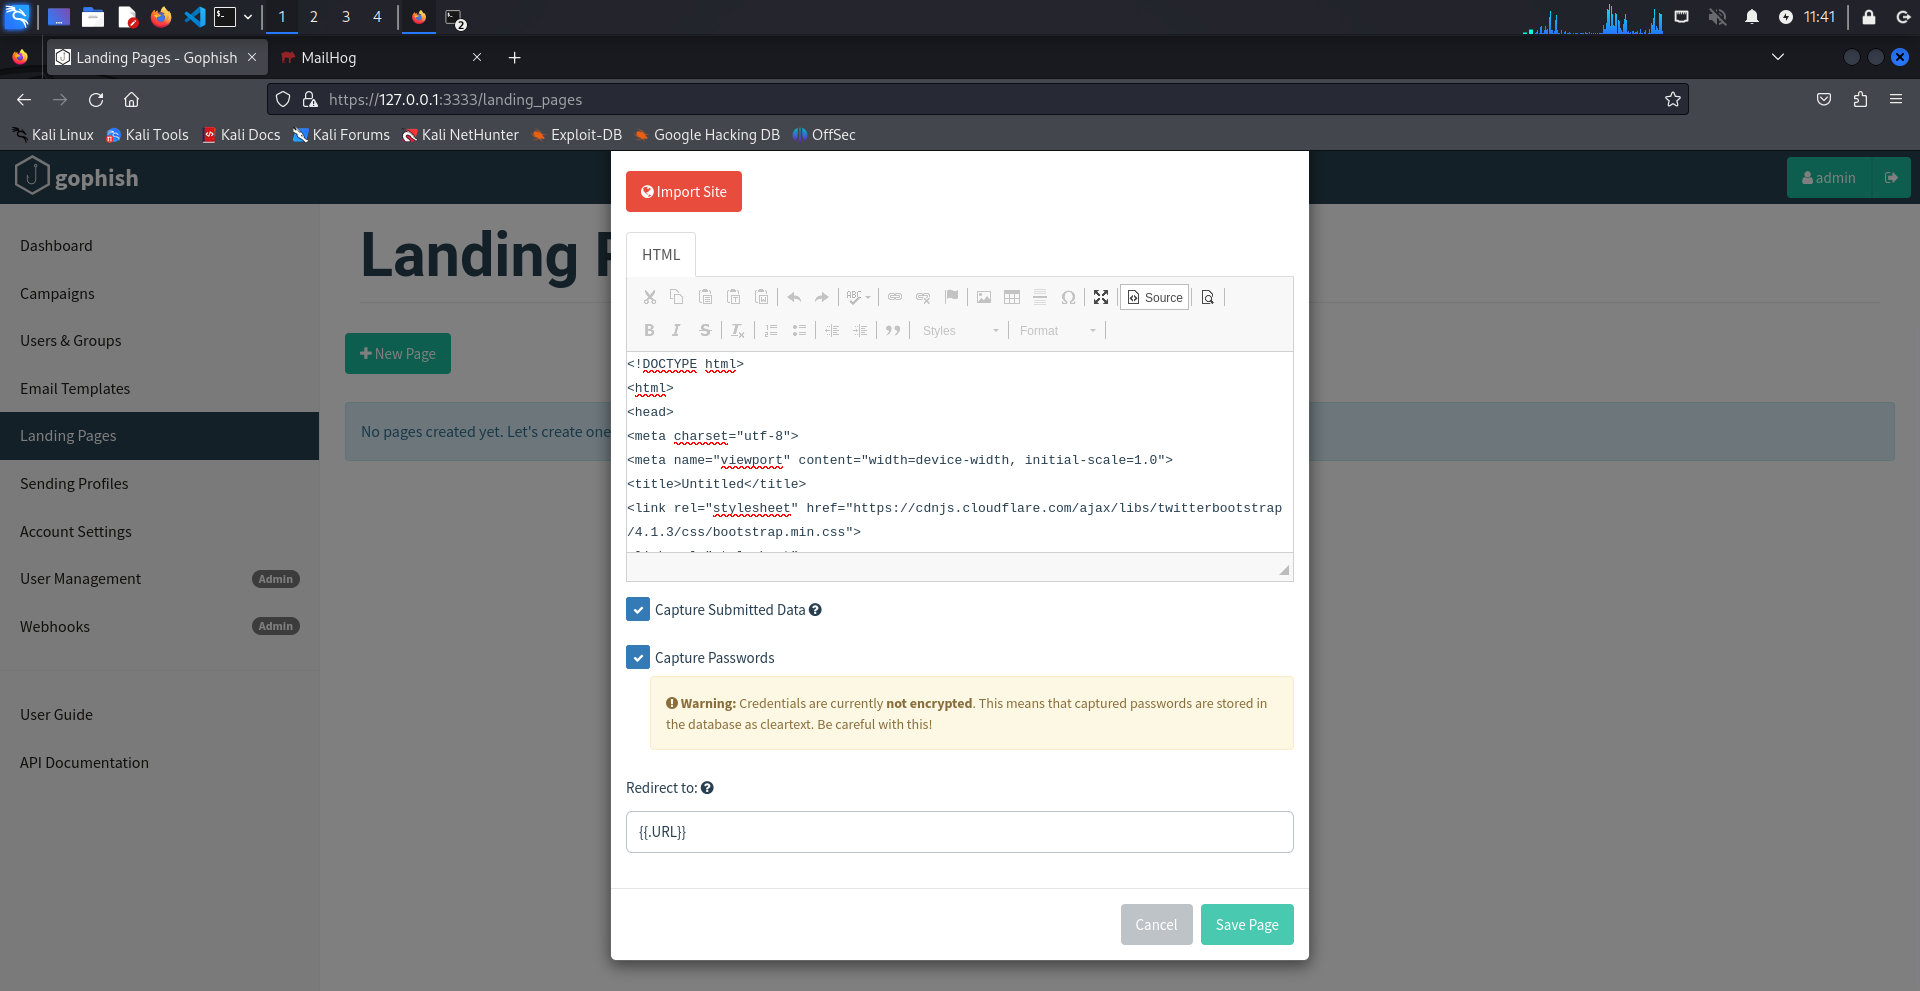 1 2 3 4 2 11:41
Landing Pages - Gophish
MailHog
https://127.0.0.1:3333/landing_pages
Kali Linux Kali Tools Kali Docs Kali Forums Kali NetHunter Exploit-DB Google Hacking DB OffSec
gophish
admin
Dashboard
Campaigns
Users & Groups
Email Templates
Landing Pages
Sending Profiles
Account Settings
User Management Admin
Webhooks Admin
User Guide
API Documentation
Landing P
New Page
No pages created yet. Let's create one
Import Site
HTML
ABC
Source
B I S Styles Format
<!DOCTYPE html>
<html>
<head>
<meta charset="utf-8">
<meta name="viewport" content="width=device-width, initial-scale=1.0">
<title>Untitled</title>
<link rel="stylesheet" href="https://cdnjs.cloudflare.com/ajax/libs/twitterbootstrap
/4.1.3/css/bootstrap.min.css">
Capture Submitted Data
Capture Passwords
Warning: Credentials are currently not encrypted. This means that captured passwords are stored in
the database as cleartext. Be careful with this!
Redirect to:
{{.URL}}
Cancel
Save Page